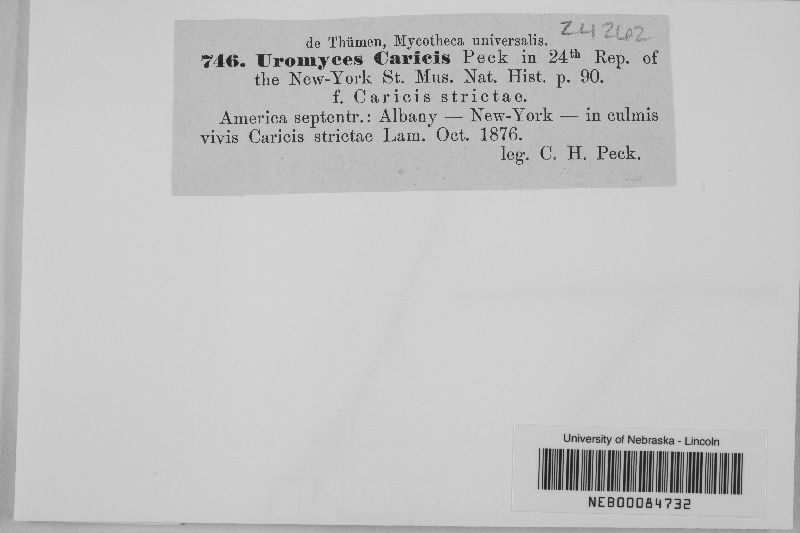 242602
de Thümen, Mycotheca universalis.
746. Uromyces Caricis Peck in 24th Rep. of
the New-York St. Mus. Nat. Hist. p. 90.
f. Caricis strictae.
America septentr.: Albany — New-York — in culmis
vivis Caricis strictae Lam. Oct. 1876.
leg. C. H. Peck.
University of Nebraska - Lincoln
NEB00084732